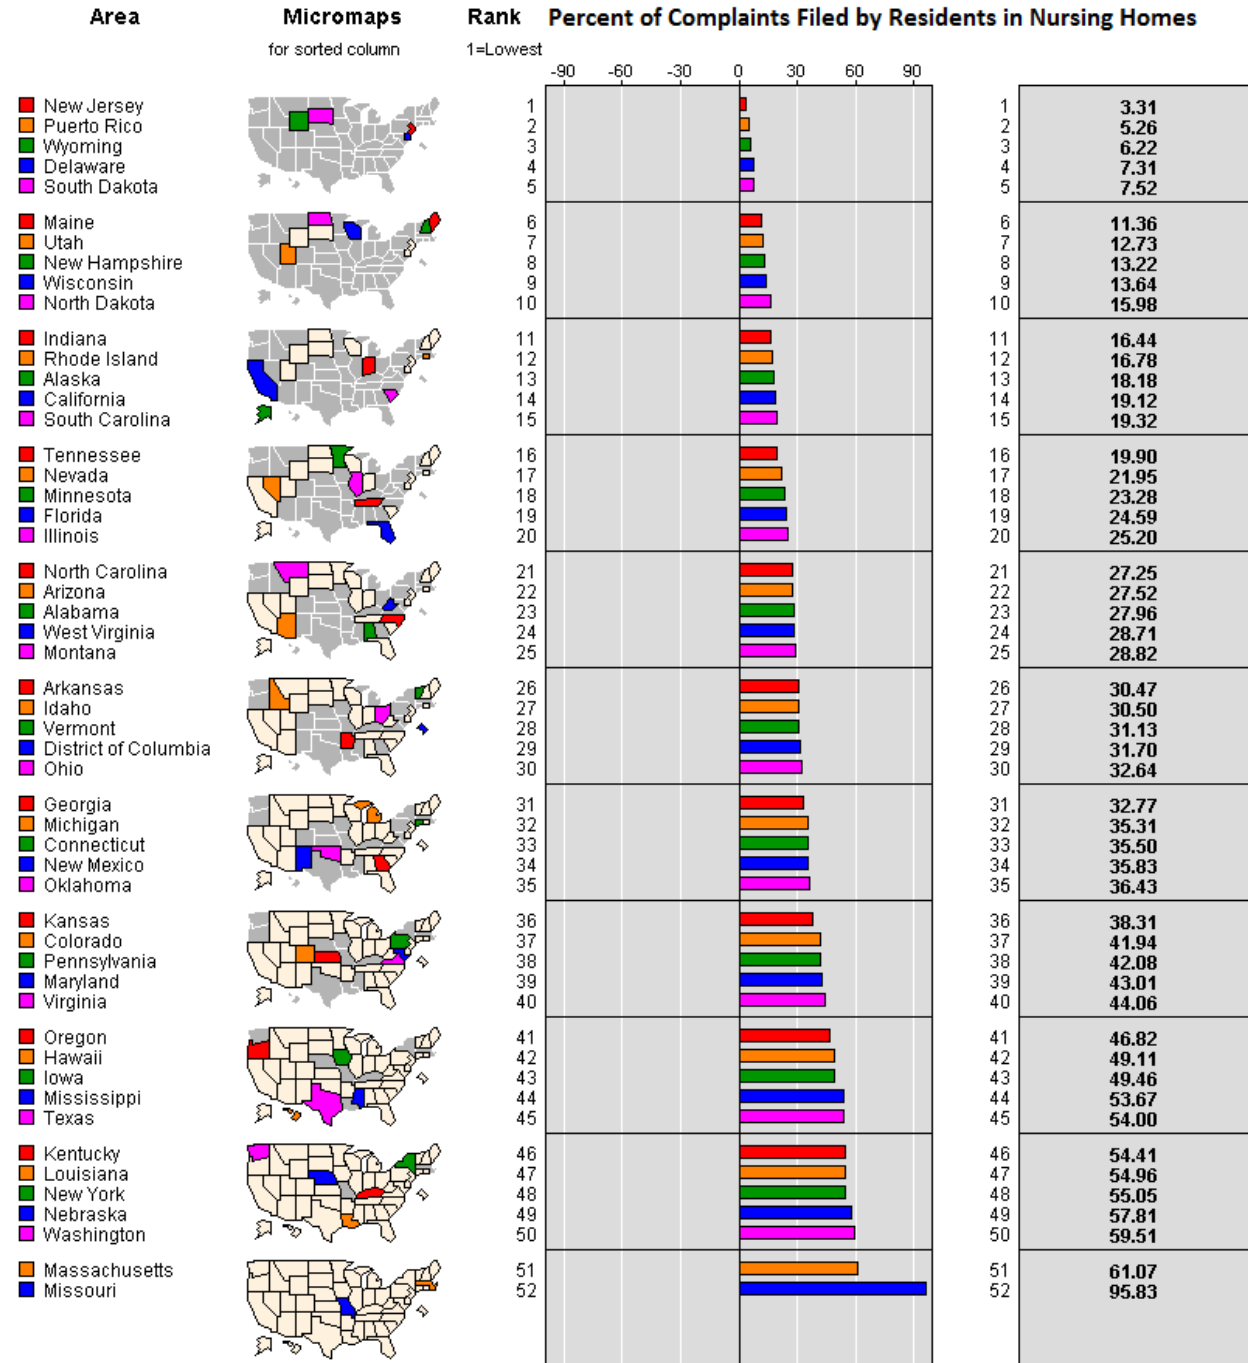 Area Micromaps Rank Percent of Complaints Filed by Residents in Nursing Homes
for sorted column 1=Lowest
-90 -60 -30 0 30 60 90
New Jersey 1 1 3.31
Puerto Rico 2 2 5.26
Wyoming 3 3 6.22
Delaware 4 4 7.31
South Dakota 5 5 7.52
Maine 6 6 11.36
Utah 7 7 12.73
New Hampshire 8 8 13.22
Wisconsin 9 9 13.64
North Dakota 10 10 15.98
Indiana 11 11 16.44
Rhode Island 12 12 16.78
Alaska 13 13 18.18
California 14 14 19.12
South Carolina 15 15 19.32
Tennessee 16 16 19.90
Nevada 17 17 21.95
Minnesota 18 18 23.28
Florida 19 19 24.59
Illinois 20 20 25.20
North Carolina 21 21 27.25
Arizona 22 22 27.52
Alabama 23 23 27.96
West Virginia 24 24 28.71
Montana 25 25 28.82
Arkansas 26 26 30.47
Idaho 27 27 30.50
Vermont 28 28 31.13
District of Columbia 29 29 31.70
Ohio 30 30 32.64
Georgia 31 31 32.77
Michigan 32 32 35.31
Connecticut 33 33 35.50
New Mexico 34 34 35.83
Oklahoma 35 35 36.43
Kansas 36 36 38.31
Colorado 37 37 41.94
Pennsylvania 38 38 42.08
Maryland 39 39 43.01
Virginia 40 40 44.06
Oregon 41 41 46.82
Hawaii 42 42 49.11
Iowa 43 43 49.46
Mississippi 44 44 53.67
Texas 45 45 54.00
Kentucky 46 46 54.41
Louisiana 47 47 54.96
New York 48 48 55.05
Nebraska 49 49 57.81
Washington 50 50 59.51
Massachusetts 51 51 61.07
Missouri 52 52 95.83